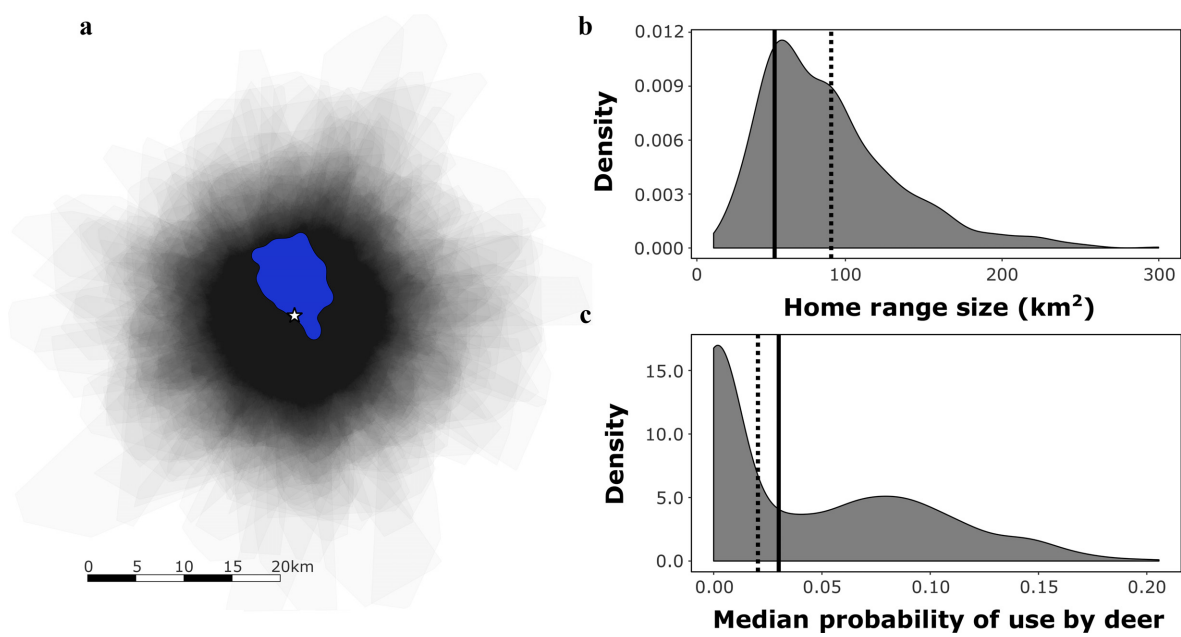 a
b
0.012
0.009
0.006
0.003
0.000
Density
0
100
200
300
Home range size (km²)
c
15.0
10.0
5.0
0.0
Density
0.00
0.05
0.10
0.15
0.20
Median probability of use by deer
0 5 10 15 20km